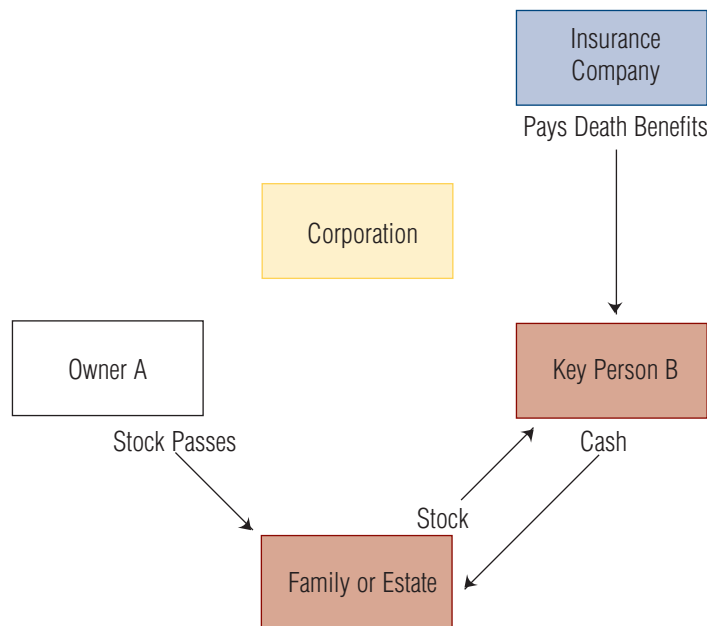 Insurance
Company
Pays Death Benefits
Corporation
Owner A
Key Person B
Stock Passes
Cash
Stock
Family or Estate